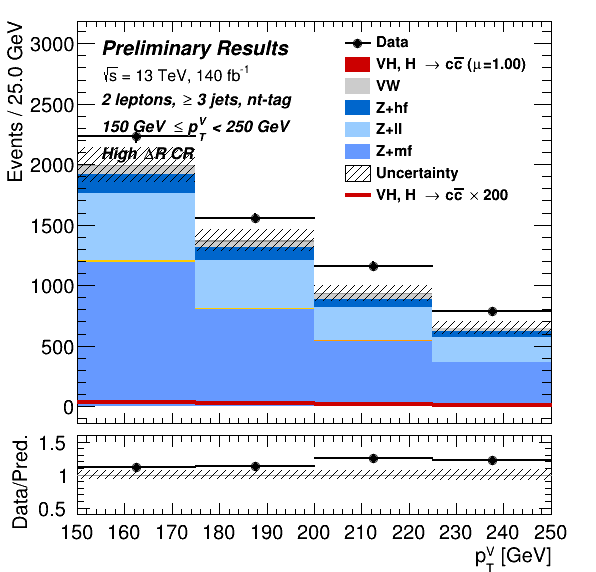 Events / 25.0 GeV
3000
2500
2000
1500
1000
500
0
Preliminary Results
√s = 13 TeV, 140 fb⁻¹
2 leptons, ≥ 3 jets, nt-tag
150 GeV ≤ p_T^V < 250 GeV
High ΔR CR
Data
VH, H → cc̅ (μ=1.00)
VW
Z+hf
Z+ll
Z+mf
Uncertainty
VH, H → cc̅ × 200
Data/Pred.
1.5
1
0.5
150 160 170 180 190 200 210 220 230 240 250
p_T^V [GeV]